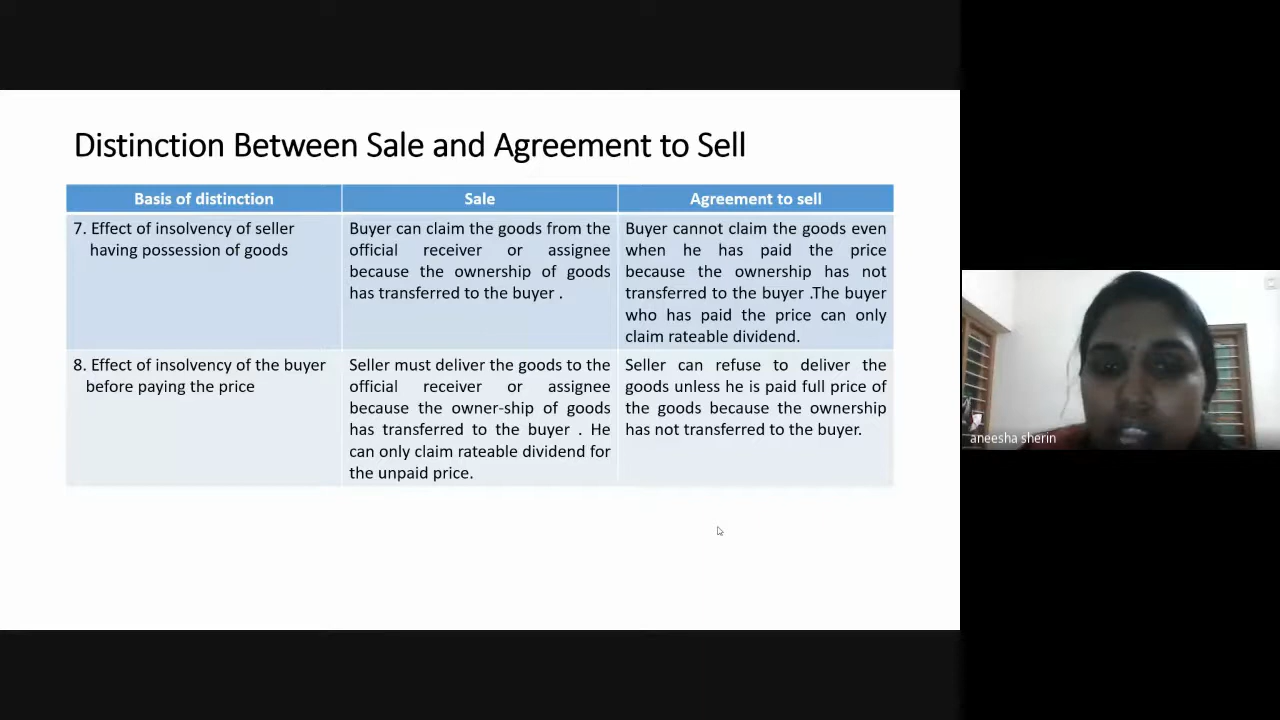 Distinction Between Sale and Agreement to Sell
Basis of distinction
Sale
Agreement to sell
7. Effect of insolvency of seller
having possession of goods
Buyer can claim the goods from the
official receiver or assignee
because the ownership of goods
has transferred to the buyer .
Buyer cannot claim the goods even
when he has paid the price
because the ownership has not
transferred to the buyer .The buyer
who has paid the price can only
claim rateable dividend.
8. Effect of insolvency of the buyer
before paying the price
Seller must deliver the goods to the
official receiver or assignee
because the owner-ship of goods
has transferred to the buyer . He
can only claim rateable dividend for
the unpaid price.
Seller can refuse to deliver the
goods unless he is paid full price of
the goods because the ownership
has not transferred to the buyer.
aneesha sherin